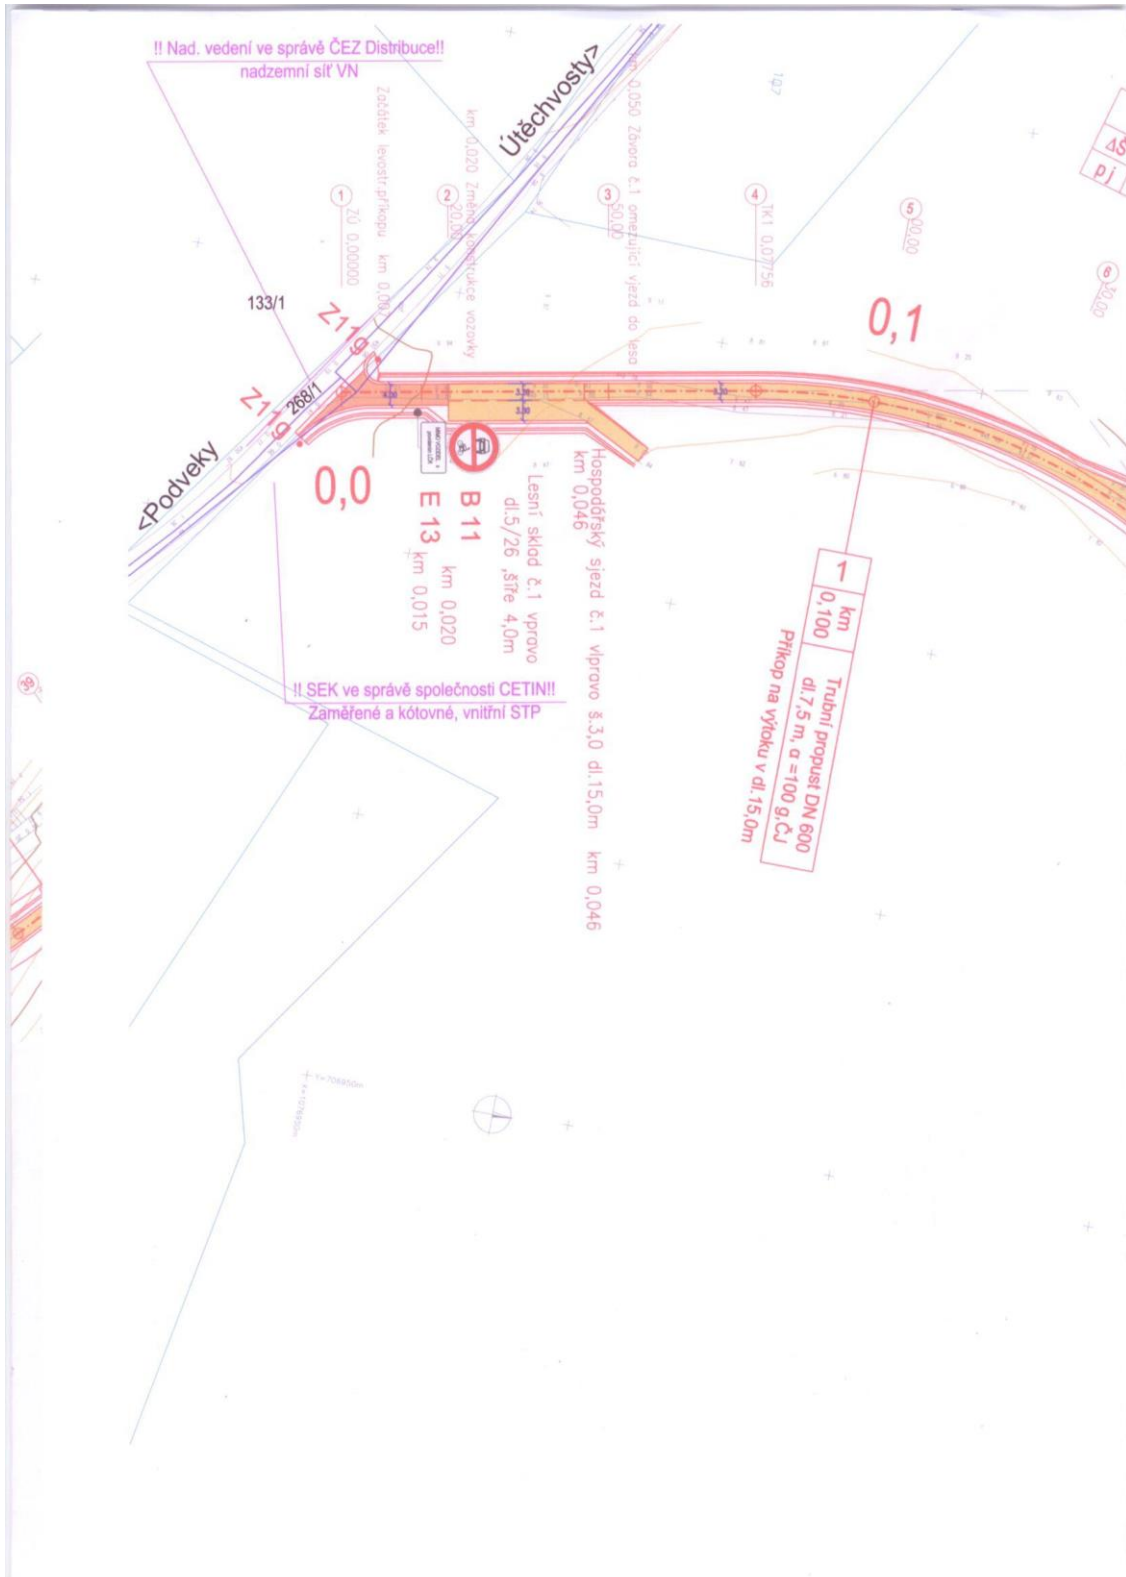 !! Nad. vedení ve správě ČEZ Distribuce!!
nadzemní síť VN
Útěchvosty>
<Podveky
133/1
268/1
Z11g
Z11g
Začátek levostr.příkopu km 0,007
km 0,020 Změna konstrukce vozovky
0,050 Závora č.1 omezující vjezd do lesa
107
1
ZÚ 0,00000
2
20,00
3
50,00
4
TK1 0,07756
5
00,00
6
ΔŠ
pj
0,0
0,1
B 11
km 0,020
E 13
km 0,015
Lesní sklad č.1 vpravo
dl.5/26 ,šíře 4,0m
Hospodářský sjezd č.1 vlpravo š.3,0 dl.15,0m km 0,046
km 0,046
1
km
0,100
Trubní propust DN 600
dl.7,5 m, α =100 g,ČJ
Příkop na výtoku v dl.15,0m
!! SEK ve správě společnosti CETIN!!
Zaměřené a kótovné, vnitřní STP
39